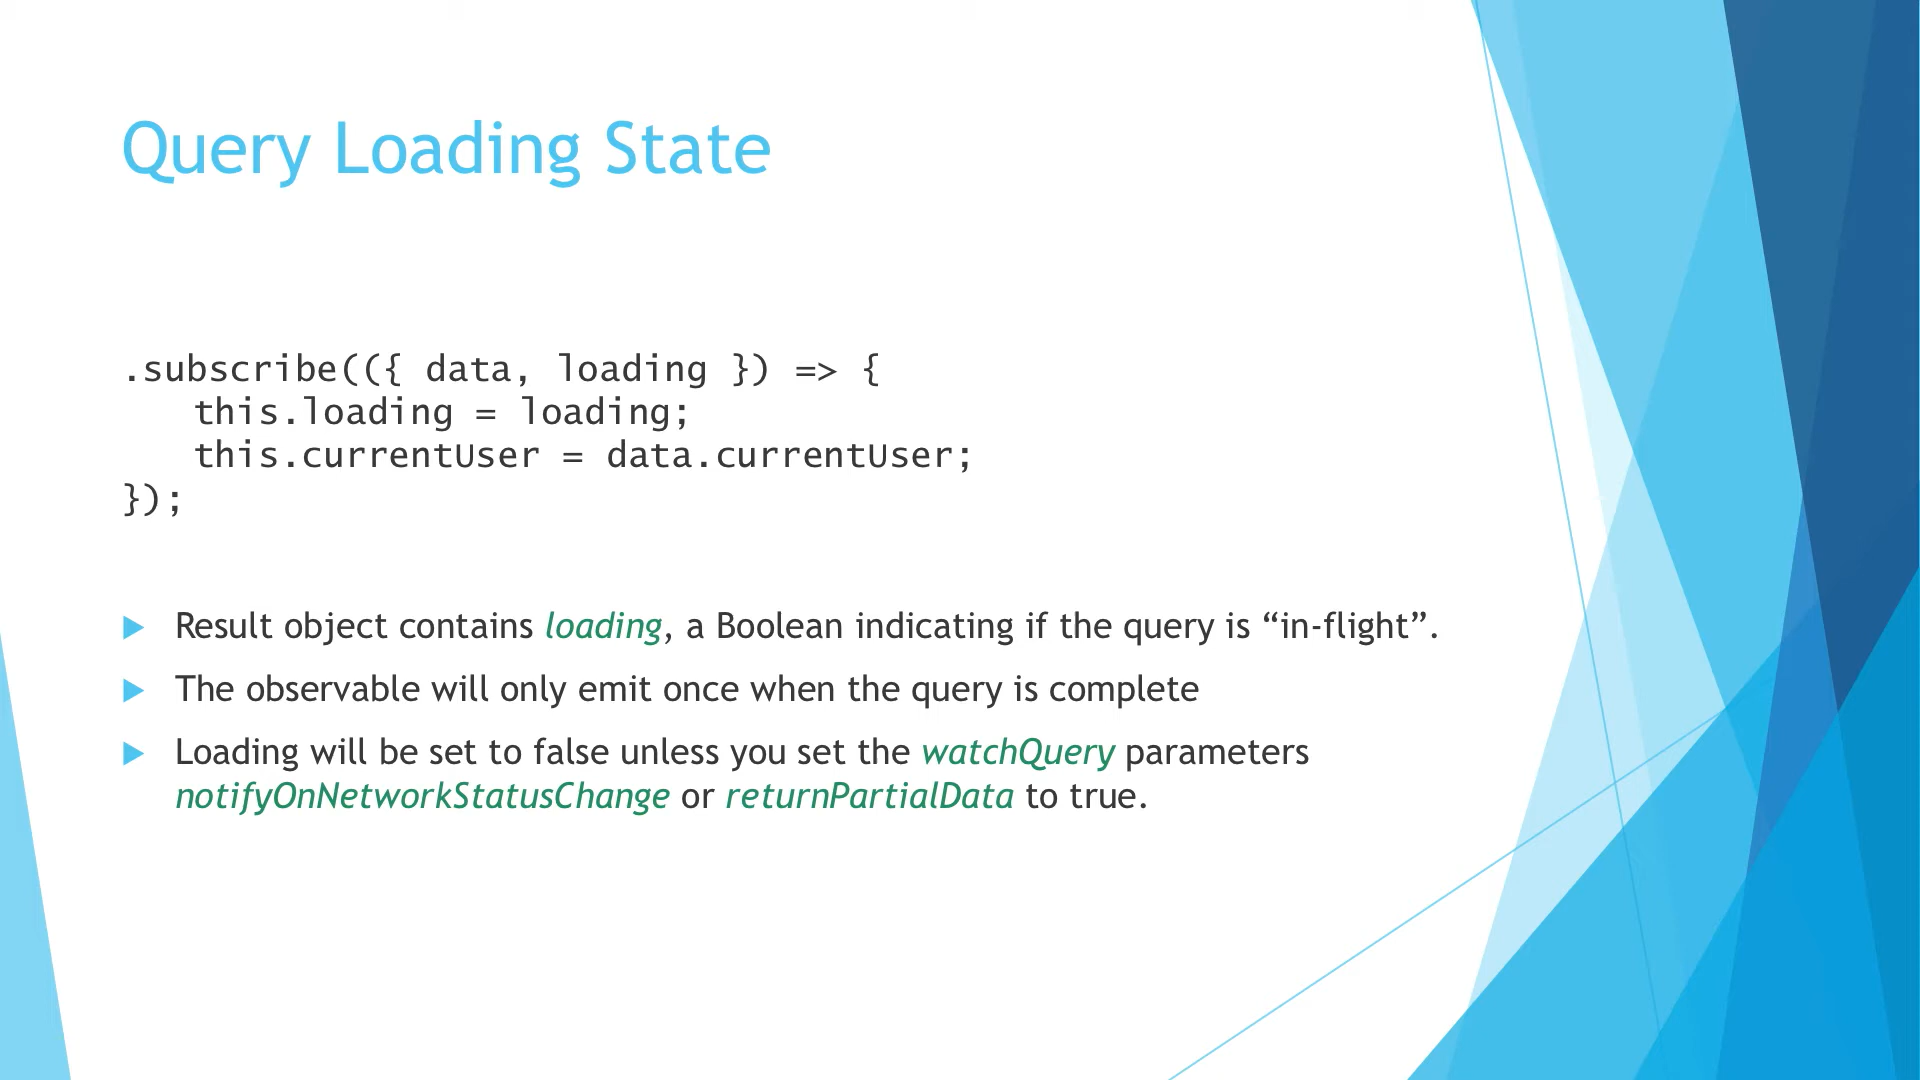 Query Loading State
.subscribe(({ data, loading }) => {
this.loading = loading;
this.currentUser = data.currentUser;
});
Result object contains loading, a Boolean indicating if the query is “in-flight”.
The observable will only emit once when the query is complete
Loading will be set to false unless you set the watchQuery parameters
notifyOnNetworkStatusChange or returnPartialData to true.